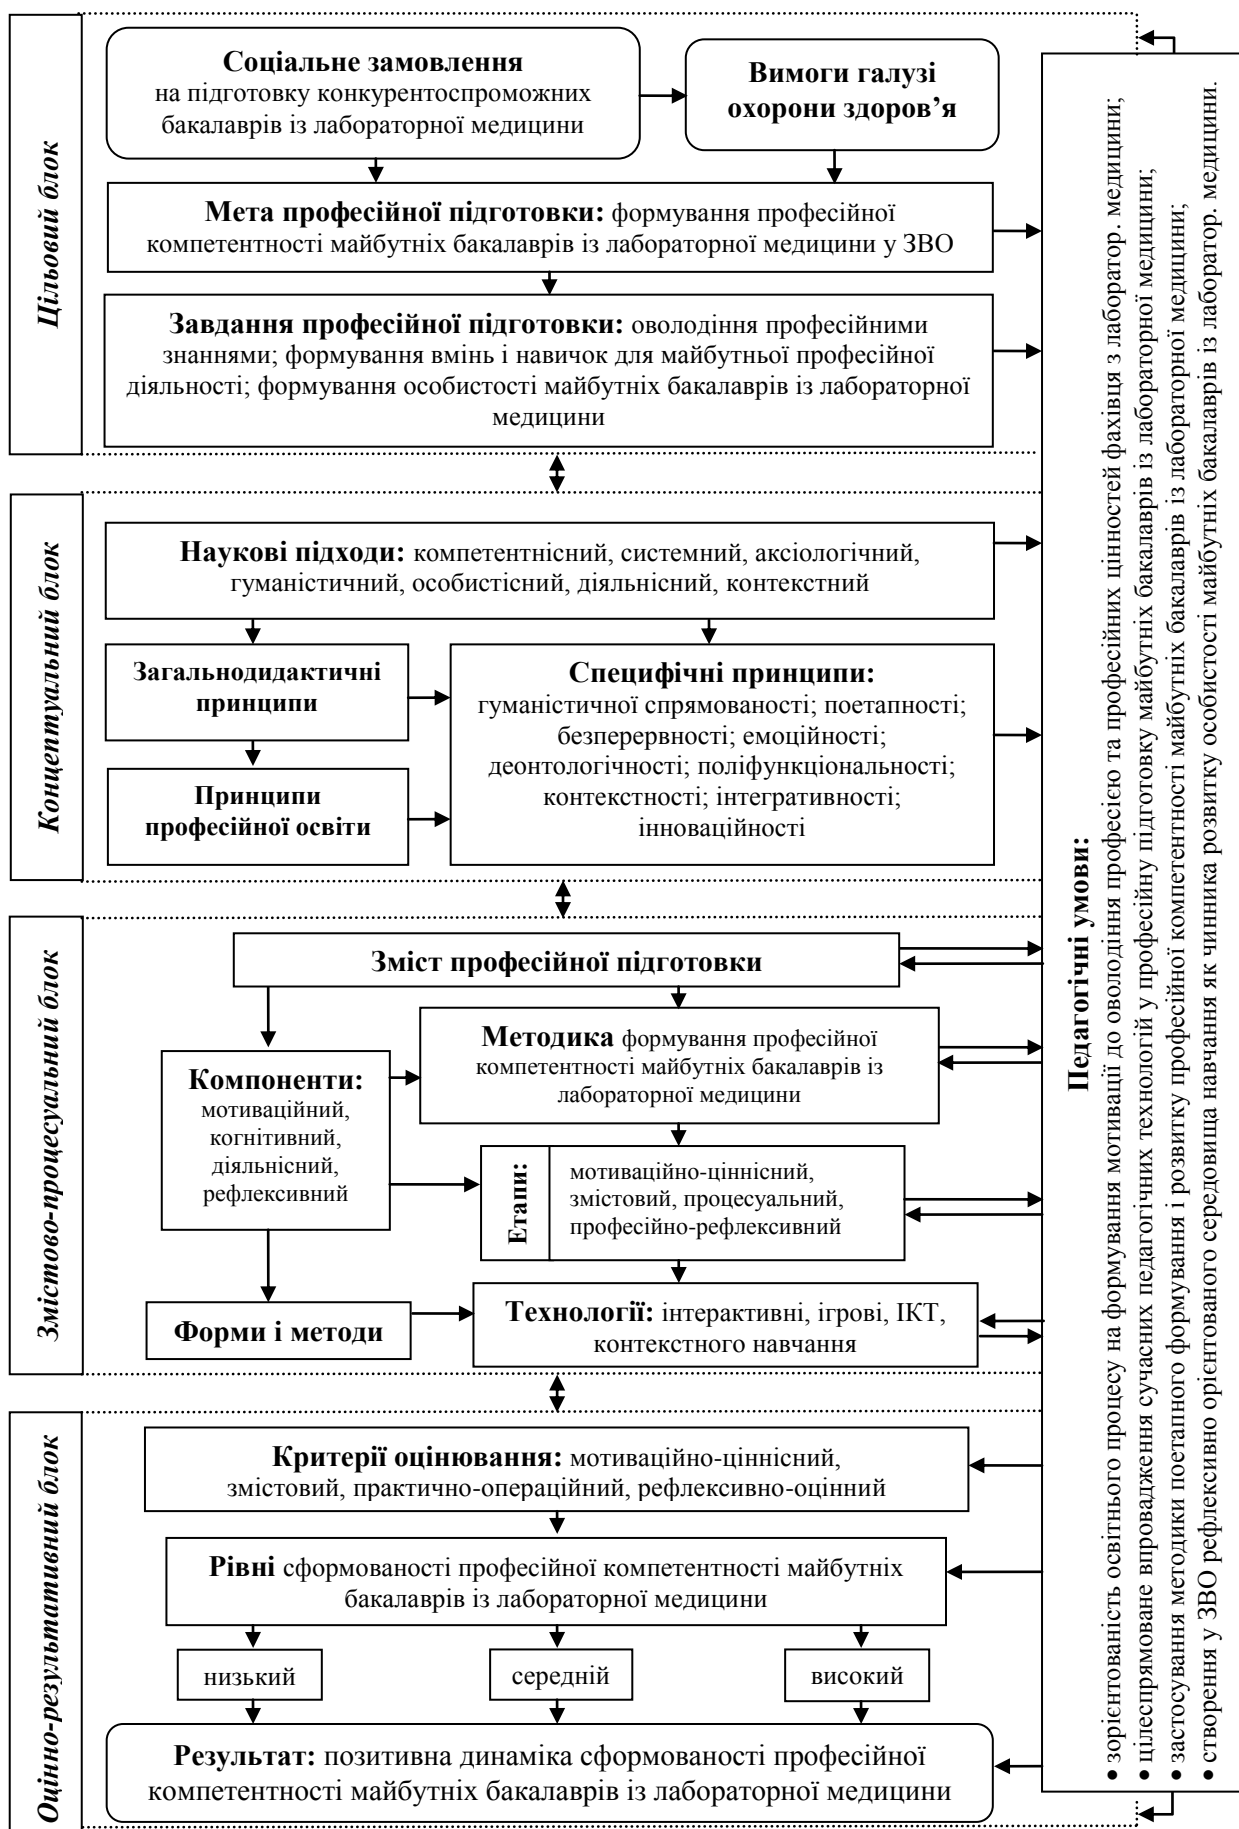 Цільовий блок
Соціальне замовлення
на підготовку конкурентоспроможних
бакалаврів із лабораторної медицини
Вимоги галузі
охорони здоров’я
Мета професійної підготовки: формування професійної
компетентності майбутніх бакалаврів із лабораторної медицини у ЗВО
Завдання професійної підготовки: оволодіння професійними
знаннями; формування вмінь і навичок для майбутньої професійної
діяльності; формування особистості майбутніх бакалаврів із лабораторної
медицини
Концептуальний блок
Наукові підходи: компетентнісний, системний, аксіологічний,
гуманістичний, особистісний, діяльнісний, контекстний
Загальнодидактичні
принципи
Принципи
професійної освіти
Специфічні принципи:
гуманістичної спрямованості; поетапності;
безперервності; емоційності;
деонтологічності; поліфункціональності;
контекстності; інтегративності;
інноваційності
Змістово-процесуальний блок
Зміст професійної підготовки
Компоненти:
мотиваційний,
когнітивний,
діяльнісний,
рефлексивний
Методика формування професійної
компетентності майбутніх бакалаврів із
лабораторної медицини
Етапи:
мотиваційно-ціннісний,
змістовий, процесуальний,
професійно-рефлексивний
Форми і методи
Технології: інтерактивні, ігрові, ІКТ,
контекстного навчання
Оцінно-результативний блок
Критерії оцінювання: мотиваційно-ціннісний,
змістовий, практично-операційний, рефлексивно-оцінний
Рівні сформованості професійної компетентності майбутніх
бакалаврів із лабораторної медицини
низький
середній
високий
Результат: позитивна динаміка сформованості професійної
компетентності майбутніх бакалаврів із лабораторної медицини
Педагогічні умови:
• зорієнтованість освітнього процесу на формування мотивації до оволодіння професією та професійних цінностей фахівця з лаборатор. медицини;
• цілеспрямоване впровадження сучасних педагогічних технологій у професійну підготовку майбутніх бакалаврів із лабораторної медицини;
• застосування методики поетапного формування і розвитку професійної компетентності майбутніх бакалаврів із лабораторної медицини;
• створення у ЗВО рефлексивно орієнтованого середовища навчання як чинника розвитку особистості майбутніх бакалаврів із лаборатор. медицини.